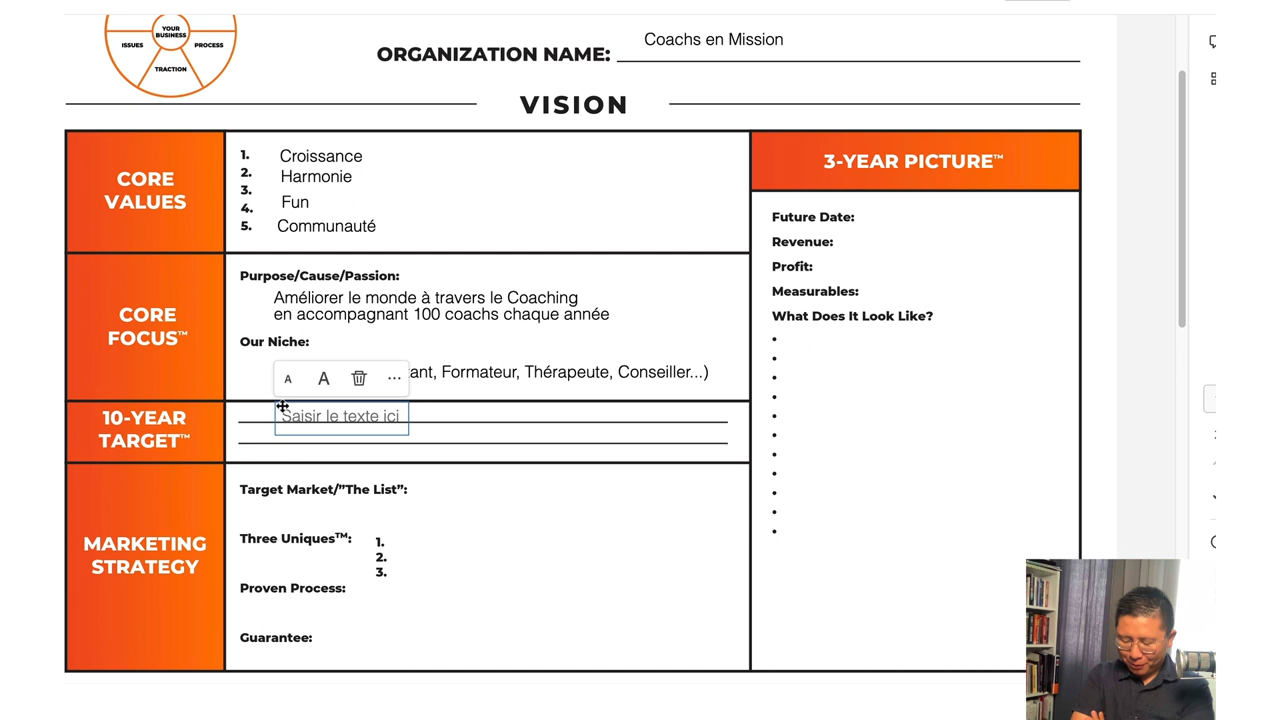 YOUR
BUSINESS
ISSUES
PROCESS
TRACTION
ORGANIZATION NAME: Coachs en Mission
VISION
CORE
VALUES
1. Croissance
2. Harmonie
3.
4. Fun
5. Communauté
CORE
FOCUS™
Purpose/Cause/Passion:
Améliorer le monde à travers le Coaching
en accompagnant 100 coachs chaque année
Our Niche:
ant, Formateur, Thérapeute, Conseiller...)
A A ...
10-YEAR
TARGET™
Saisir le texte ici
MARKETING
STRATEGY
Target Market/”The List”:
Three Uniques™:
1.
2.
3.
Proven Process:
Guarantee:
3-YEAR PICTURE™
Future Date:
Revenue:
Profit:
Measurables:
What Does It Look Like?